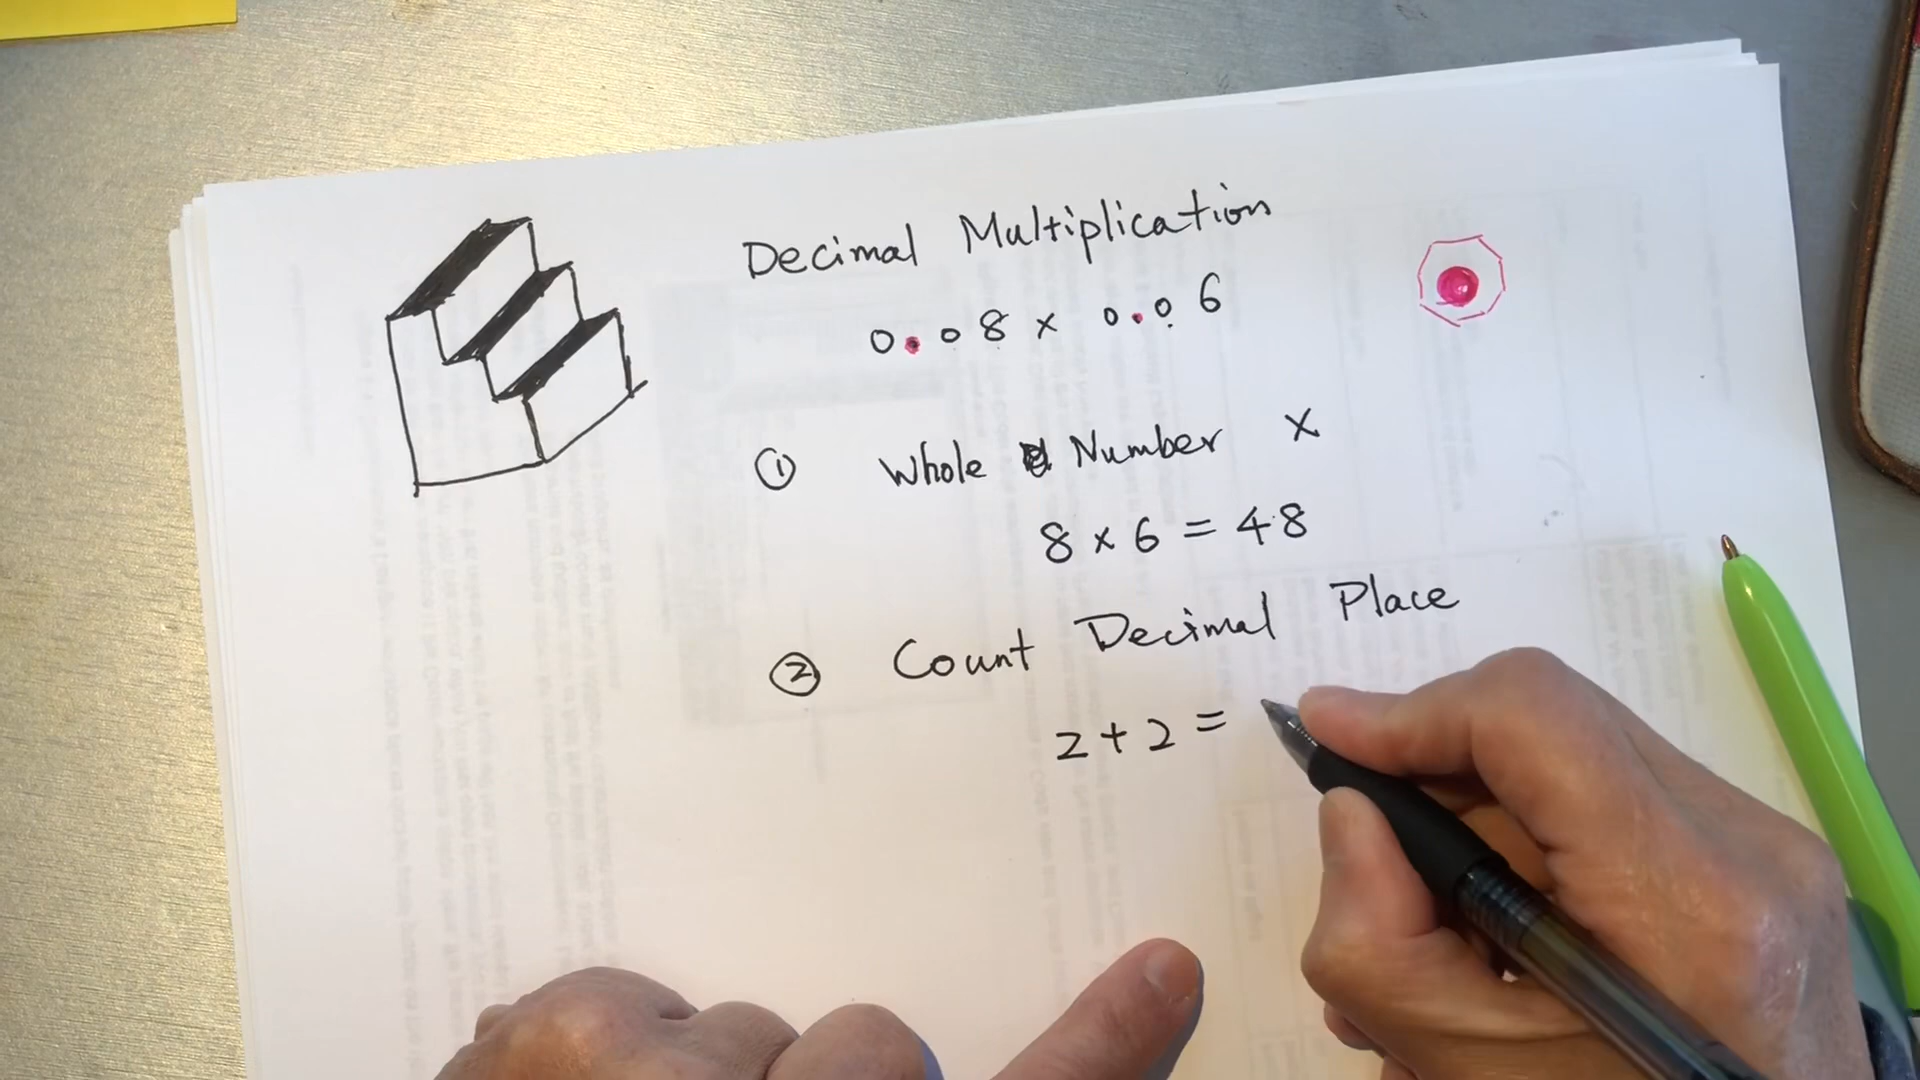 Decimal Multiplication
0.08 × 0.06
① Whole Number ×
8 × 6 = 48
② Count Decimal Place
2 + 2 =